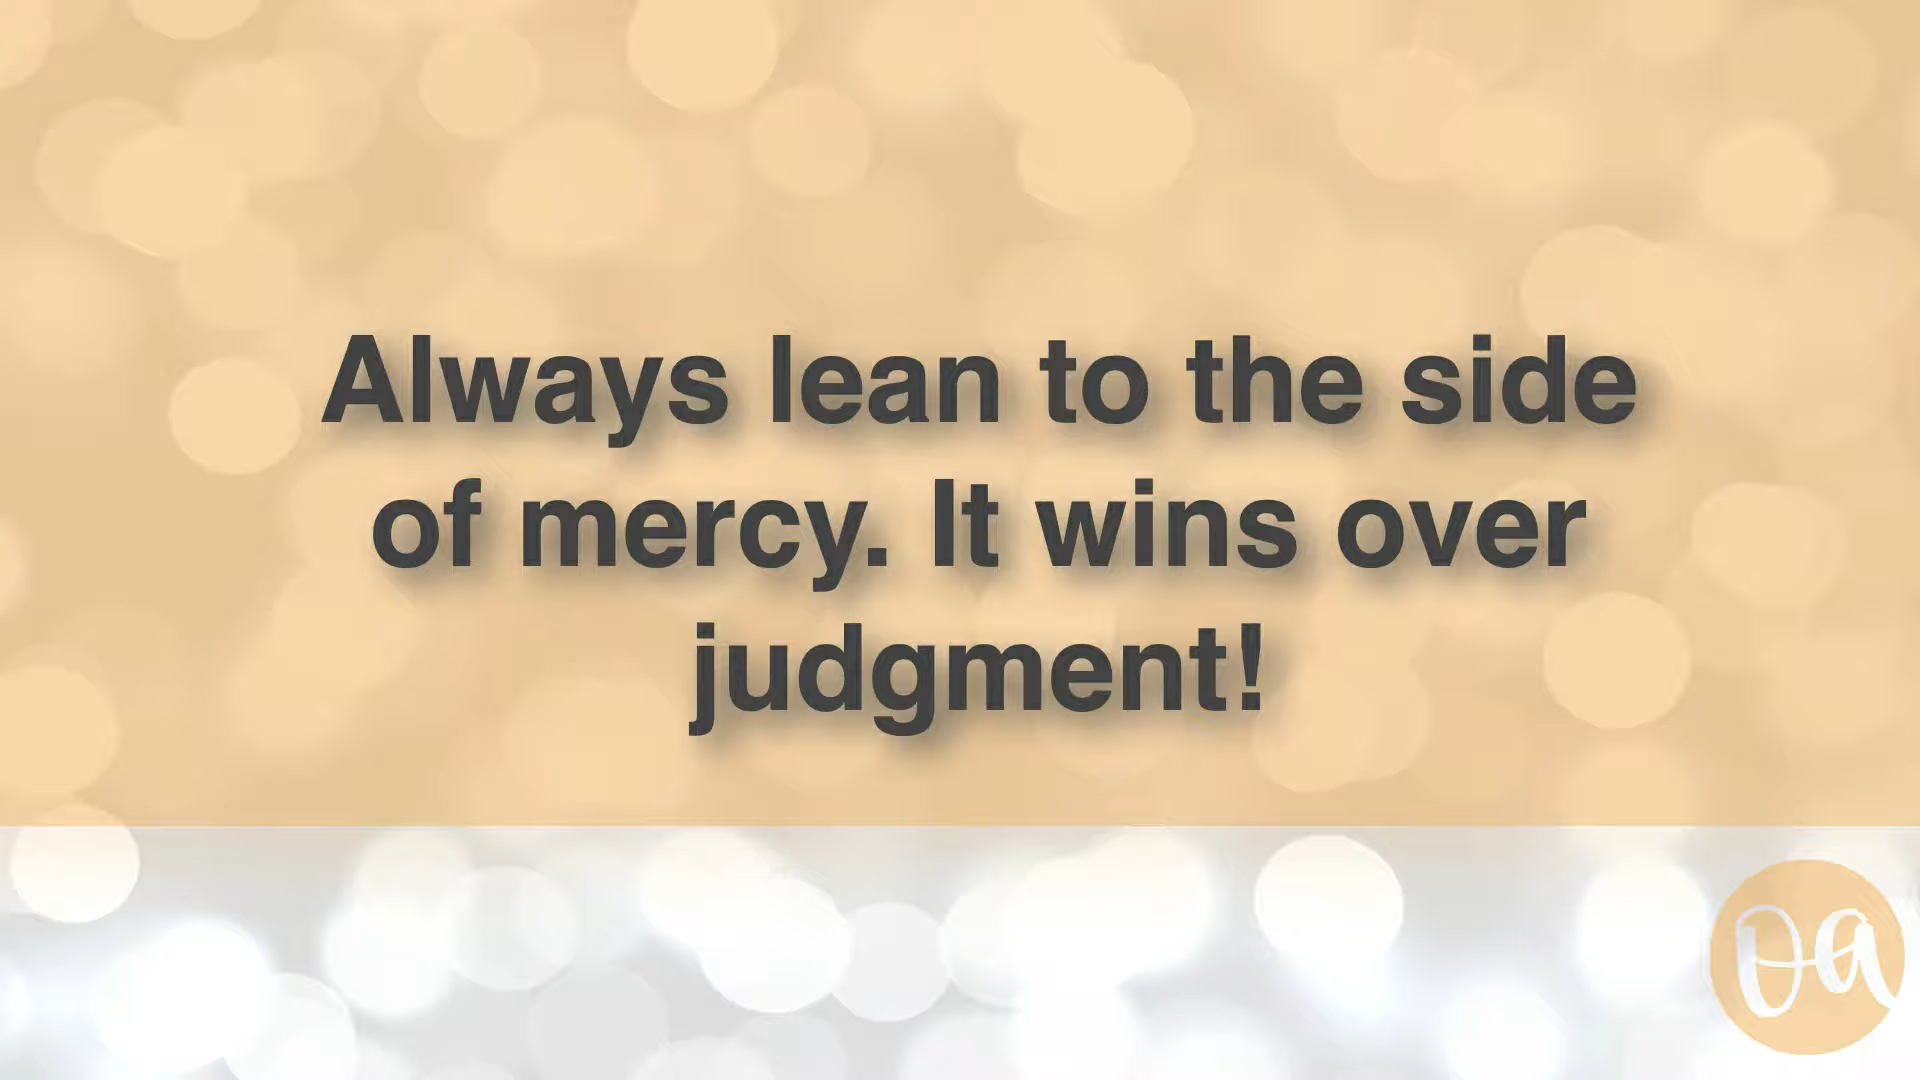 Always lean to the side
of mercy. It wins over
judgment!